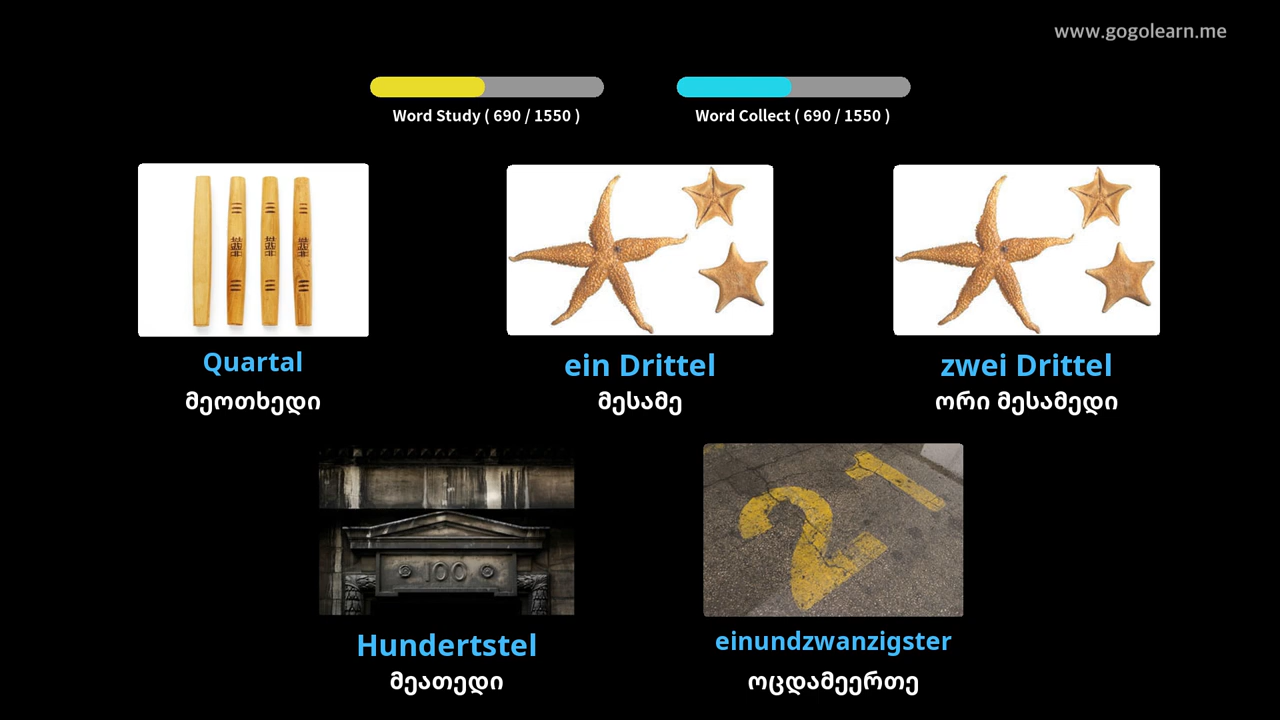 www.gogolearn.me
Word Study ( 690 / 1550 )
Word Collect ( 690 / 1550 )
Quartal
მეოთხედი
ein Drittel
მესამე
zwei Drittel
ორი მესამედი
100
21
Hundertstel
მეათედი
einundzwanzigster
ოცდამეერთე